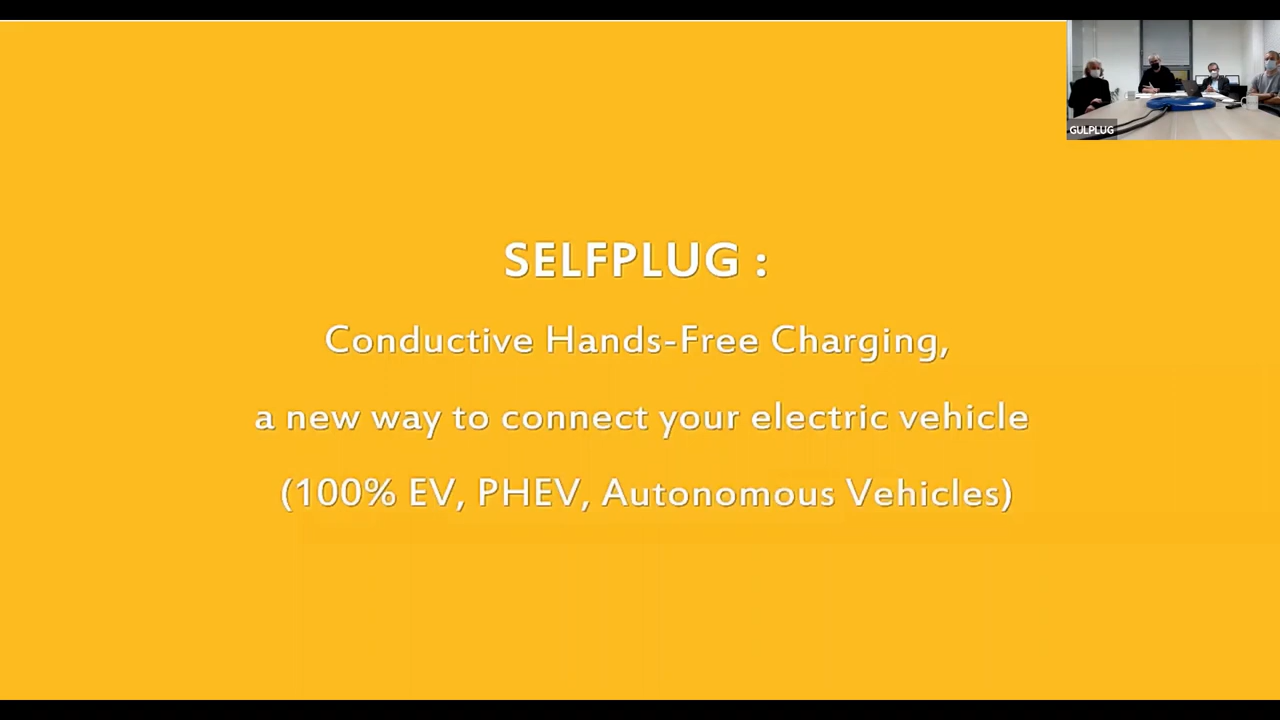 GULPLUG
SELFPLUG :
Conductive Hands-Free Charging,
a new way to connect your electric vehicle
(100% EV, PHEV, Autonomous Vehicles)